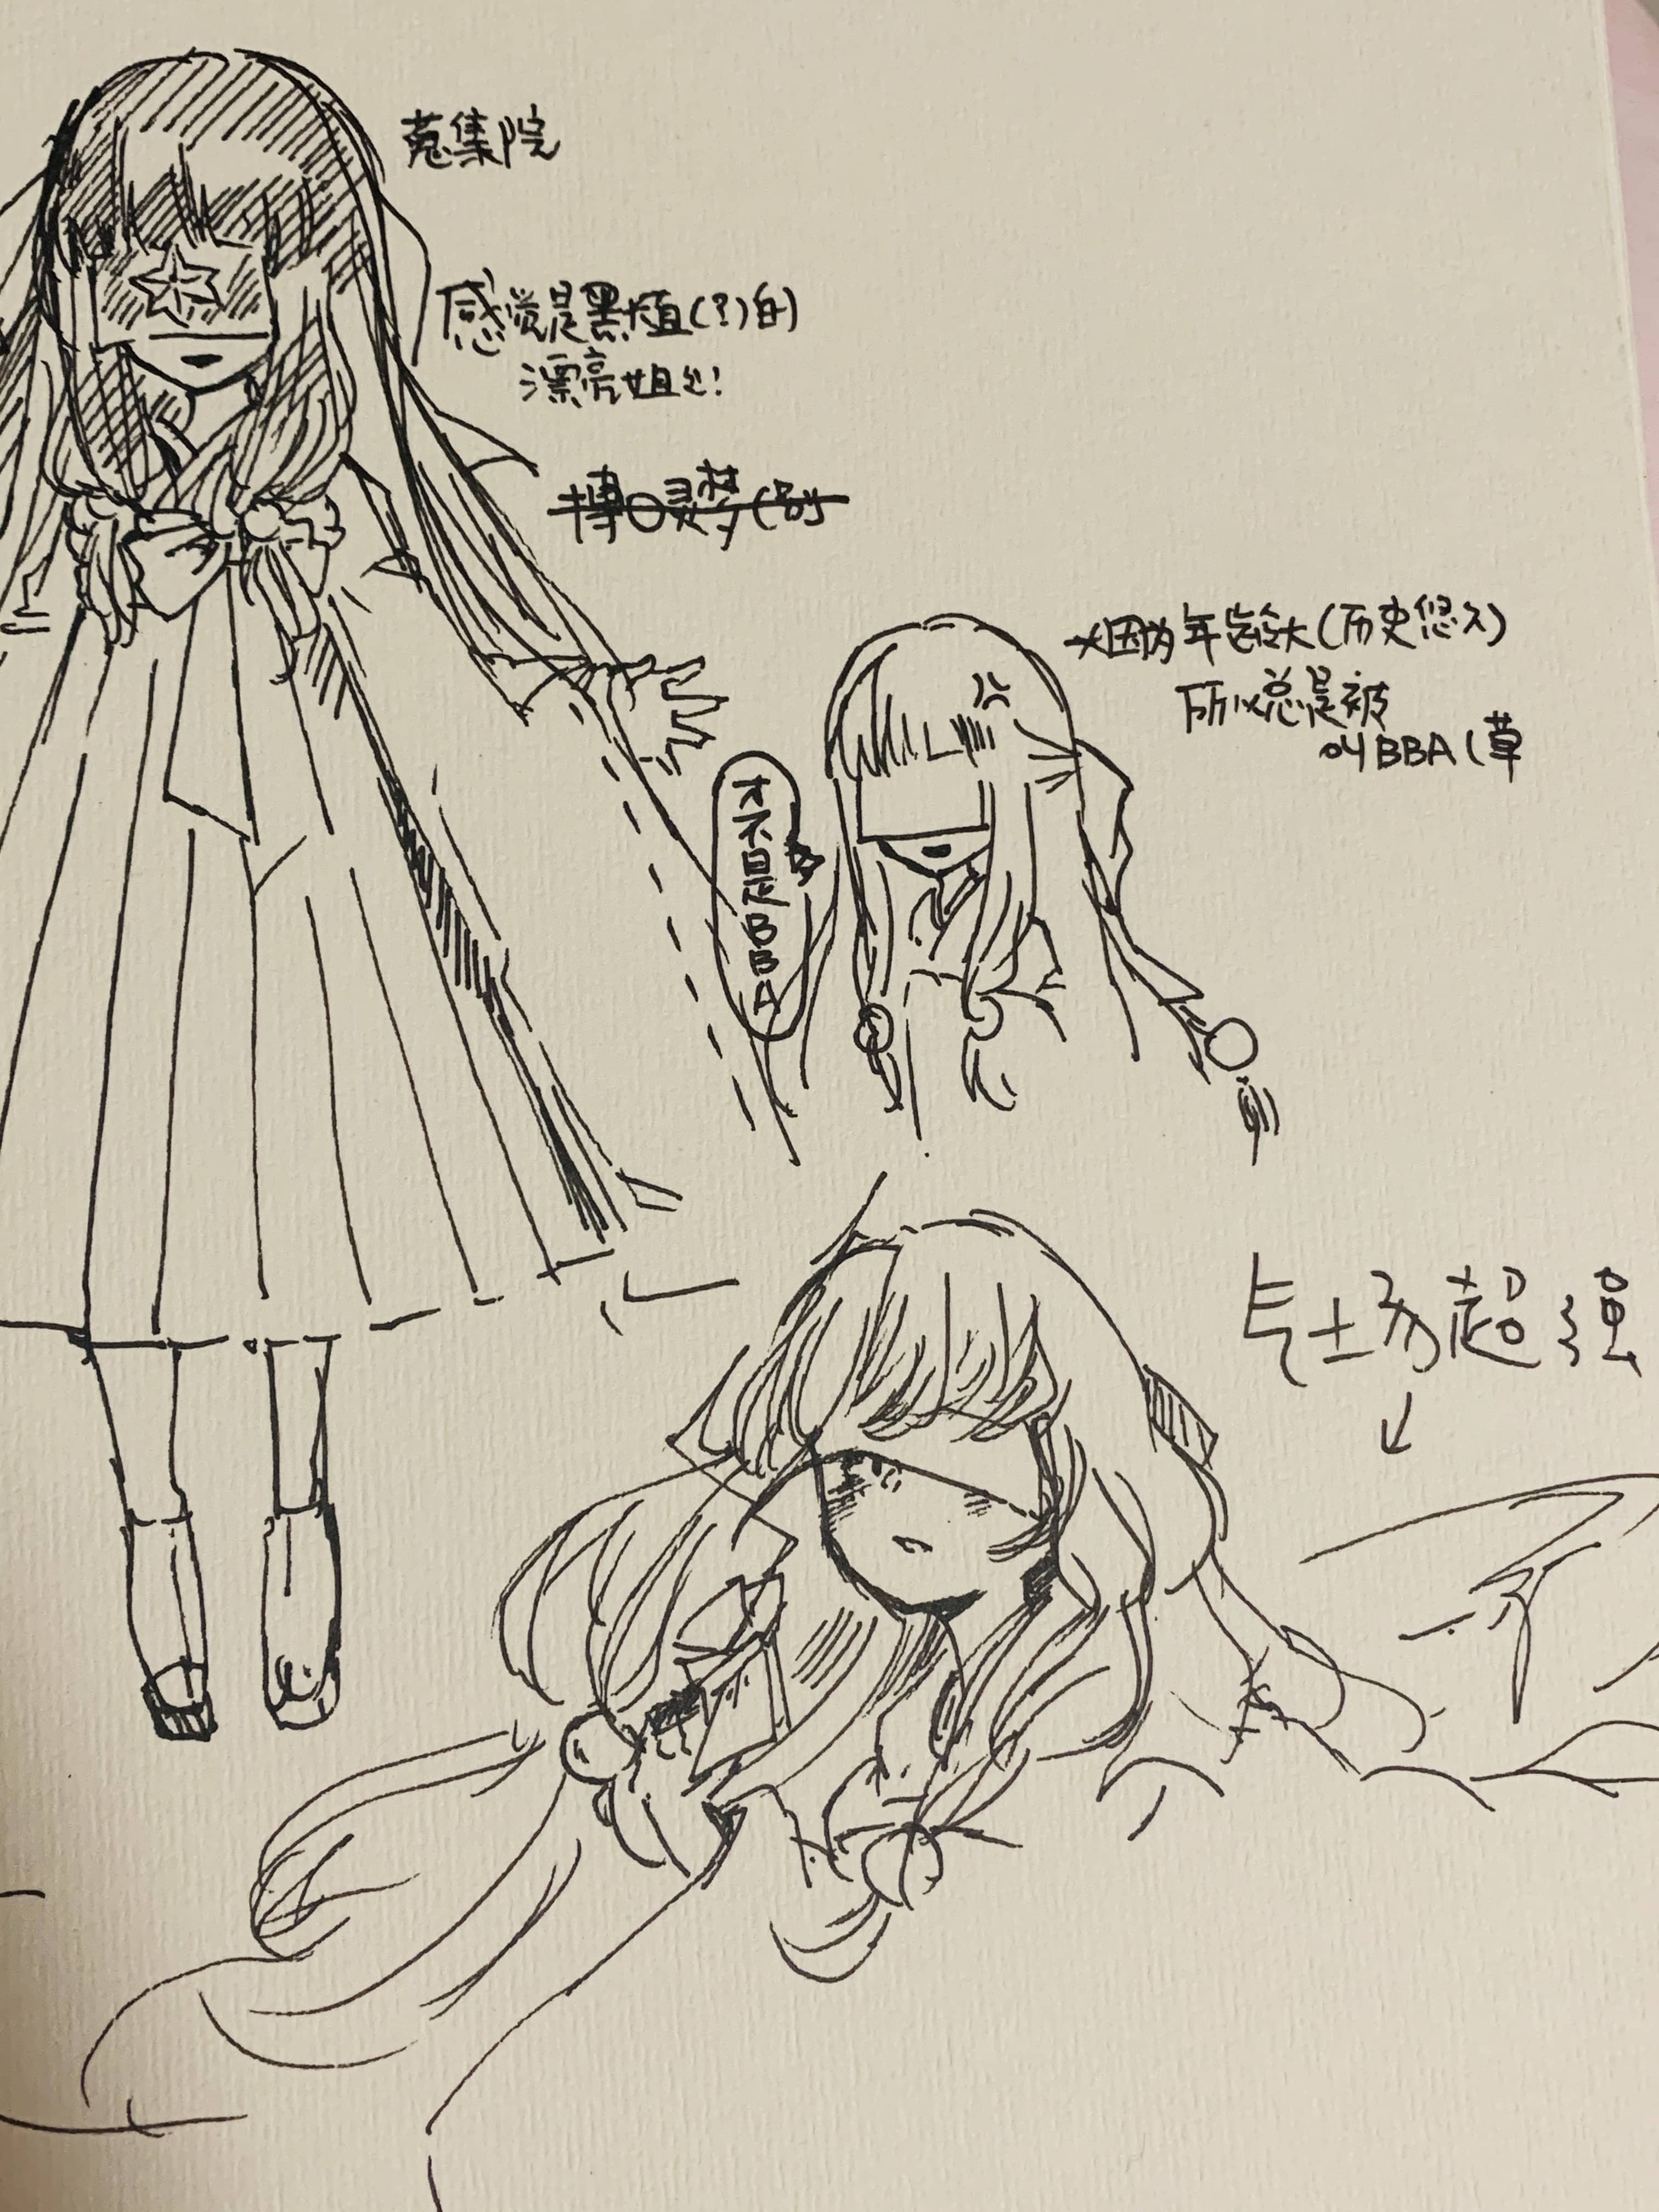 蒐集院
感觉是黑直(?)的
漂亮姐姐!
博〇灵梦(划
因为年龄大(历史悠久)
所以总是被
叫BBA(草
才不是BBA
气场超强